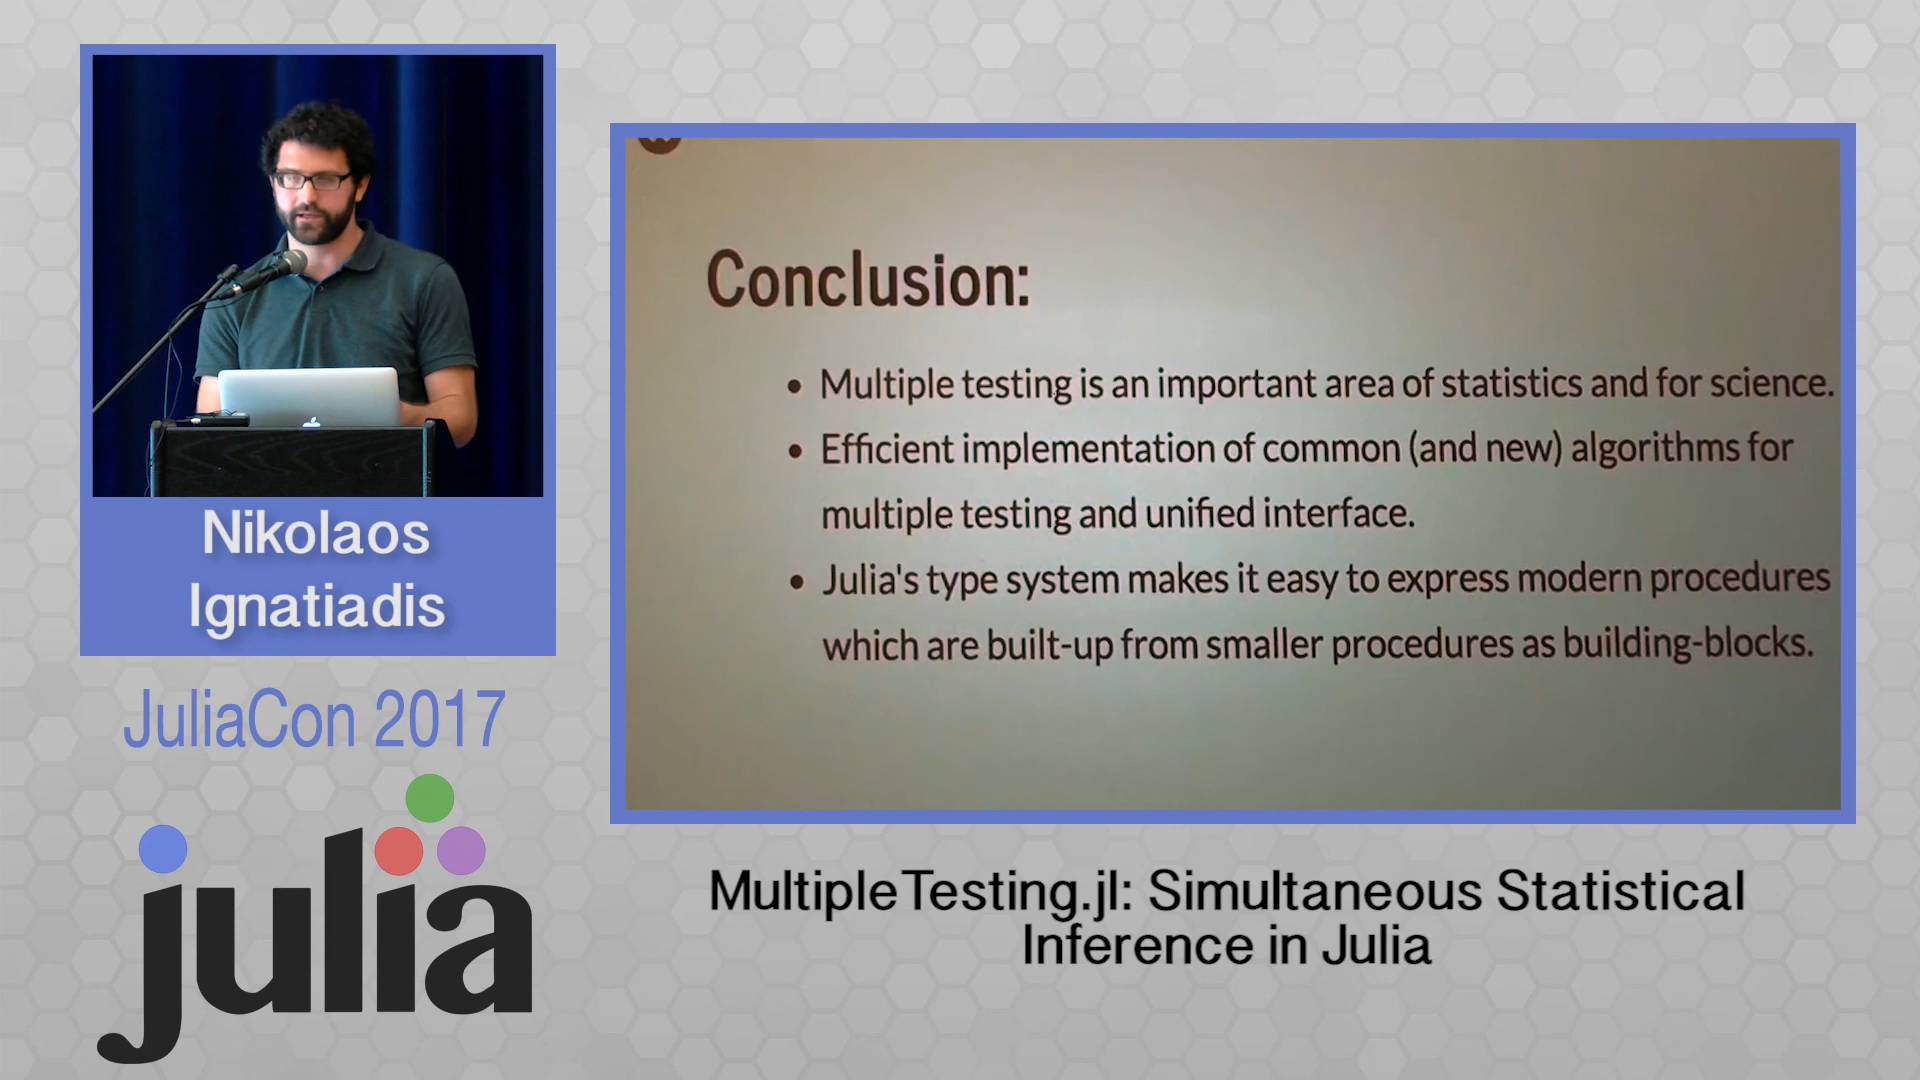 Nikolaos
Ignatiadis
JuliaCon 2017
julia
Conclusion:
• Multiple testing is an important area of statistics and for science.
• Efficient implementation of common (and new) algorithms for
multiple testing and unified interface.
• Julia's type system makes it easy to express modern procedures
which are built-up from smaller procedures as building-blocks.
MultipleTesting.jl: Simultaneous Statistical
Inference in Julia